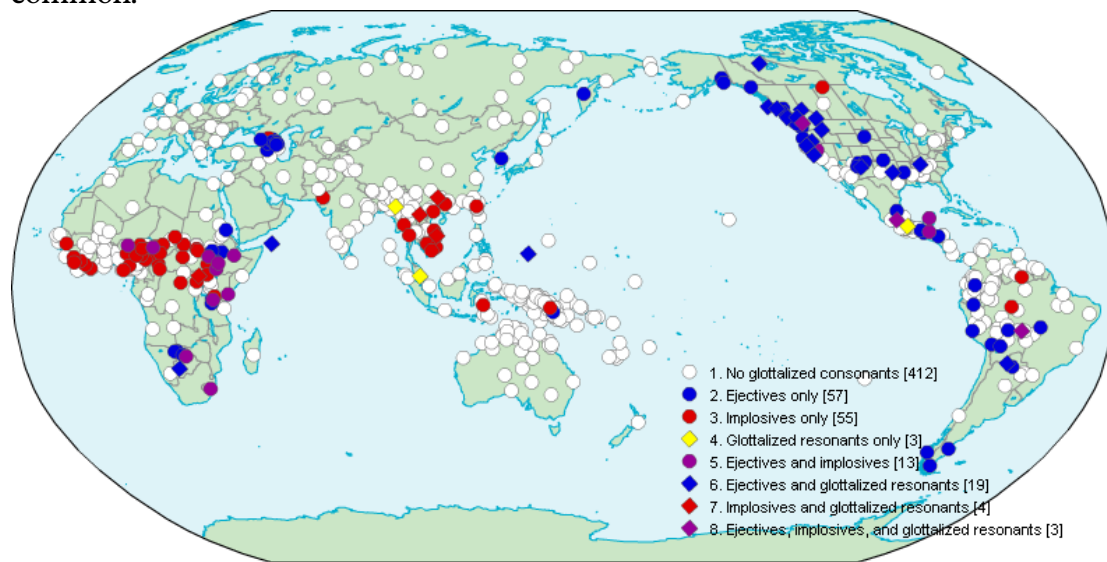 common.
1. No glottalized consonants [412]
2. Ejectives only [57]
3. Implosives only [55]
4. Glottalized resonants only [3]
5. Ejectives and implosives [13]
6. Ejectives and glottalized resonants [19]
7. Implosives and glottalized resonants [4]
8. Ejectives, implosives, and glottalized resonants [3]